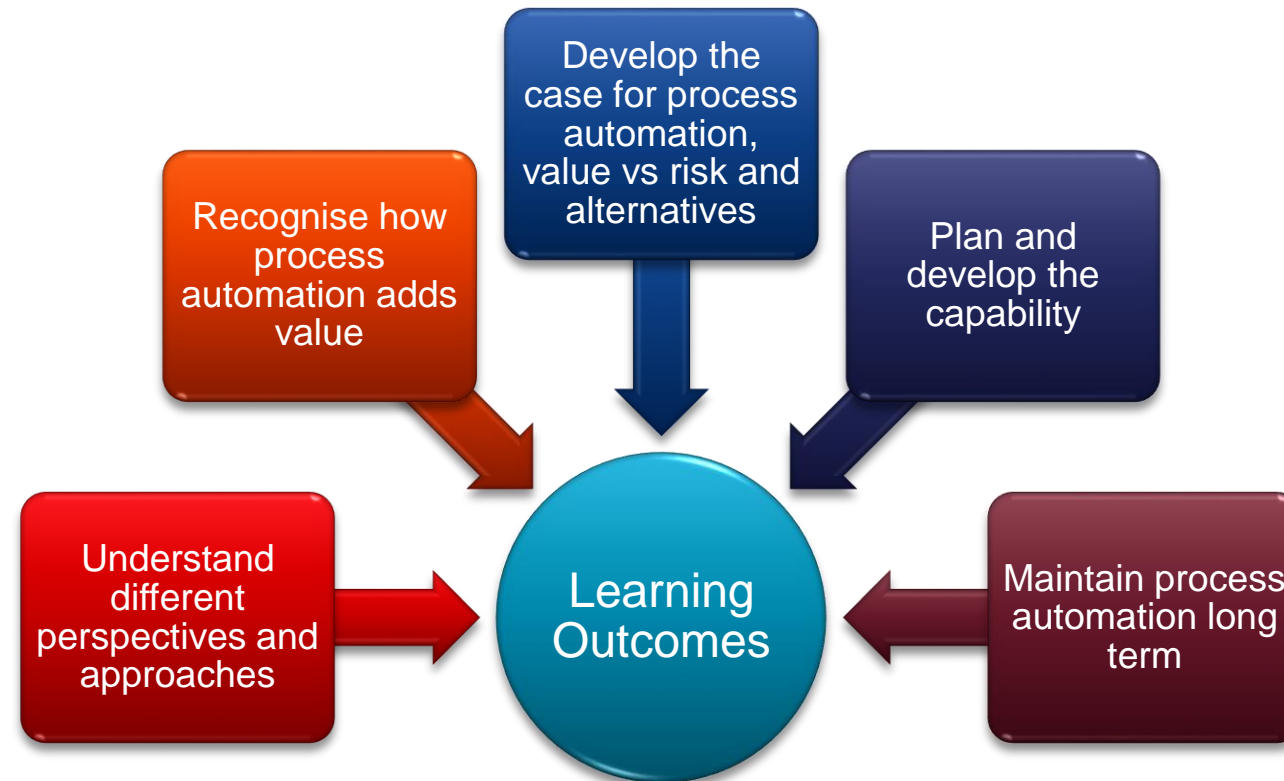 Understand
different
perspectives and
approaches
Recognise how
process
automation adds
value
Develop the
case for process
automation,
value vs risk and
alternatives
Plan and
develop the
capability
Maintain process
automation long
term
Learning
Outcomes